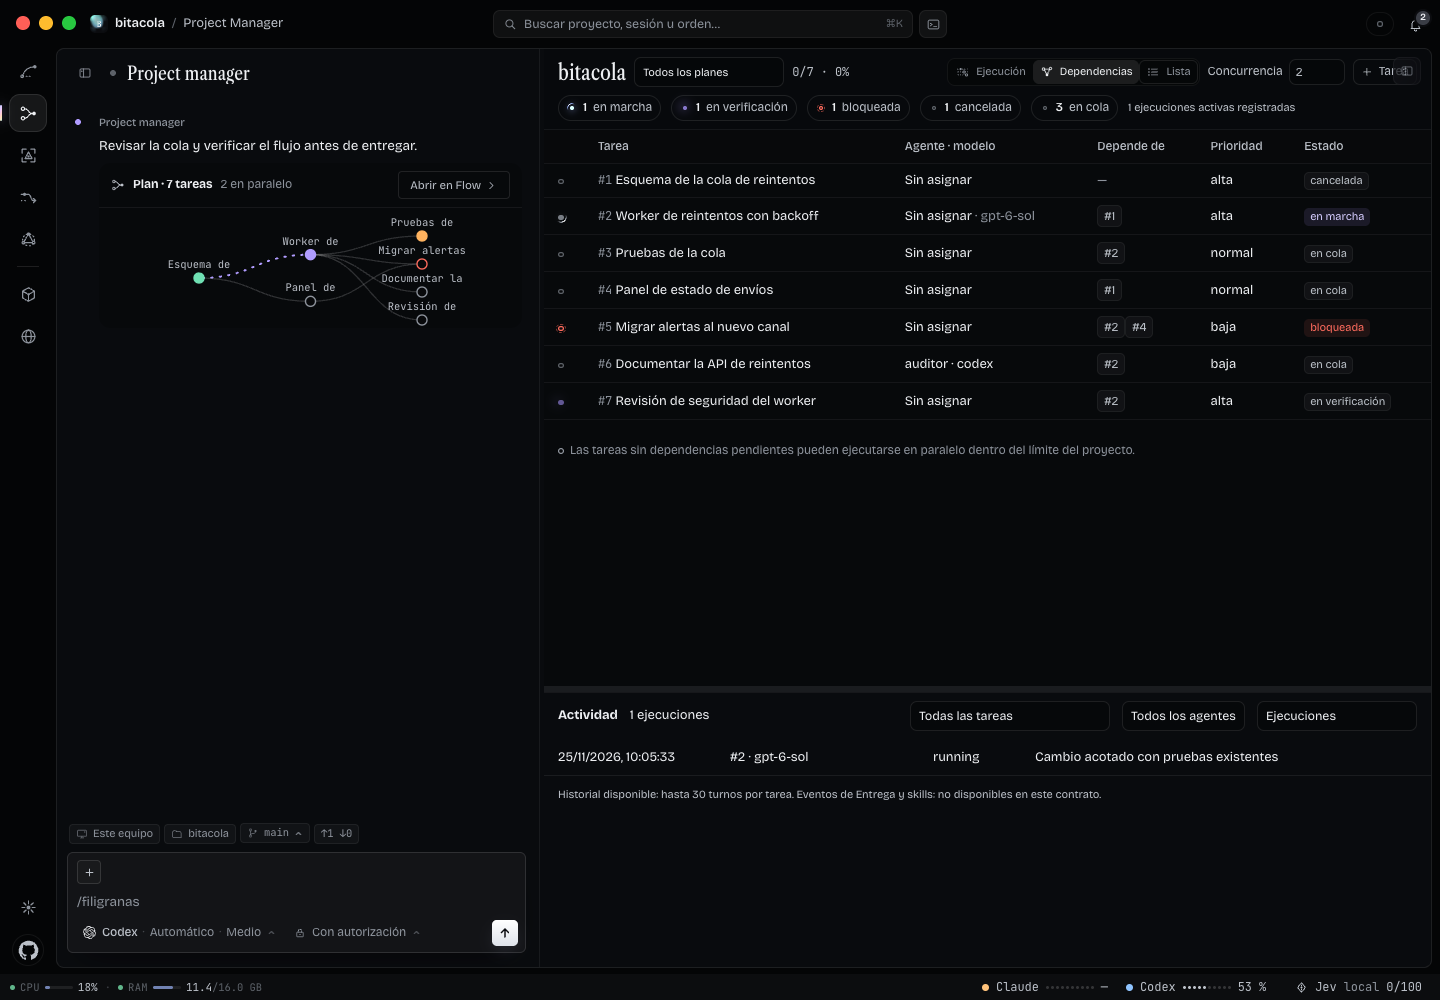 bitacola / Project Manager
Buscar proyecto, sesión u orden... ⌘K
2
Project manager
Project manager
Revisar la cola y verificar el flujo antes de entregar.
Plan · 7 tareas 2 en paralelo
Abrir en Flow
Pruebas de
Worker de
Migrar alertas
Esquema de
Documentar la
Panel de
Revisión de
Este equipo
bitacola
main
↑1 ↓0
+
/filigranas
Codex · Automático · Medio
Con autorización
bitacola
Todos los planes
0/7 · 0%
Ejecución
Dependencias
Lista
Concurrencia
2
1 en marcha
1 en verificación
1 bloqueada
1 cancelada
3 en cola
1 ejecuciones activas registradas
Tarea Agente · modelo Depende de Prioridad Estado
#1 Esquema de la cola de reintentos Sin asignar — alta cancelada
#2 Worker de reintentos con backoff Sin asignar · gpt-6-sol #1 alta en marcha
#3 Pruebas de la cola Sin asignar #2 normal en cola
#4 Panel de estado de envíos Sin asignar #1 normal en cola
#5 Migrar alertas al nuevo canal Sin asignar #2 #4 baja bloqueada
#6 Documentar la API de reintentos auditor · codex #2 baja en cola
#7 Revisión de seguridad del worker Sin asignar #2 alta en verificación
Las tareas sin dependencias pendientes pueden ejecutarse en paralelo dentro del límite del proyecto.
Actividad 1 ejecuciones
Todas las tareas
Todos los agentes
Ejecuciones
25/11/2026, 10:05:33 #2 · gpt-6-sol running Cambio acotado con pruebas existentes
Historial disponible: hasta 30 turnos por tarea. Eventos de Entrega y skills: no disponibles en este contrato.
CPU 18% · RAM 11.4/16.0 GB
Claude —
Codex 53 %
Jev local 0/100